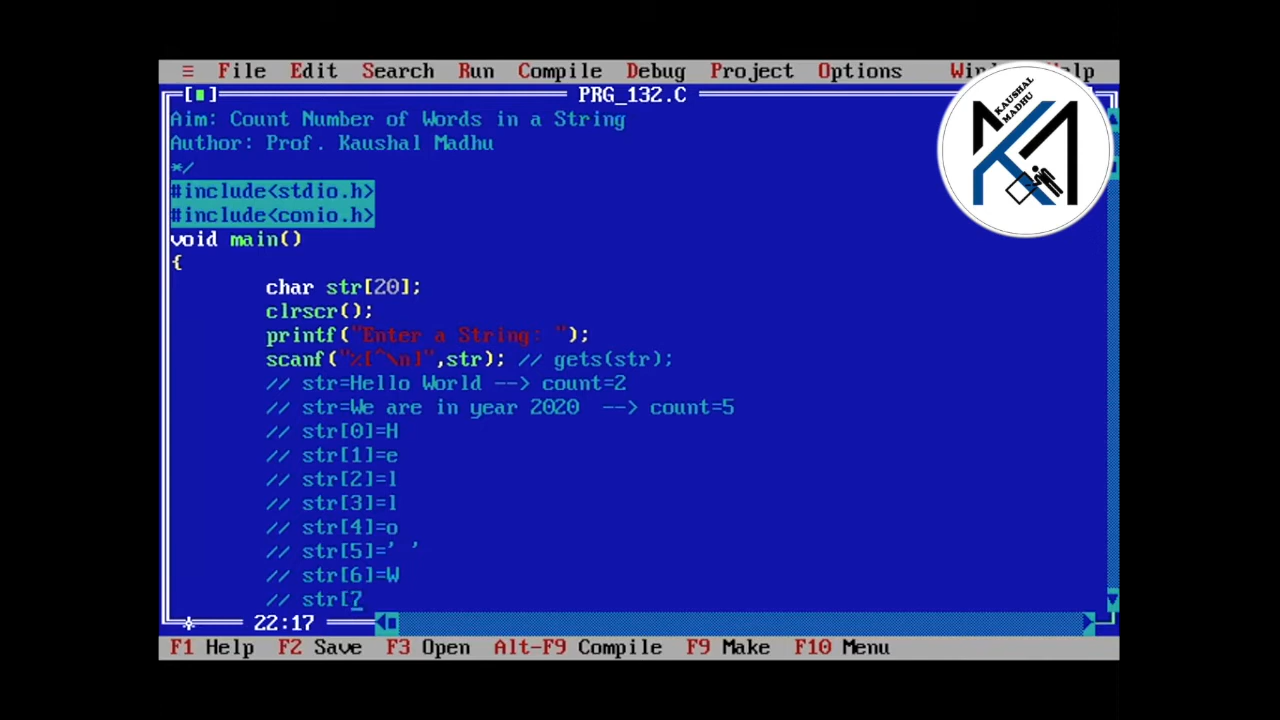 ≡ File Edit Search Run Compile Debug Project Options Wind Help
[■] PRG_132.C
KAUSHAL
MADHU
Aim: Count Number of Words in a String
Author: Prof. Kaushal Madhu
*/
#include<stdio.h>
#include<conio.h>
void main()
{
char str[20];
clrscr();
printf("Enter a String: ");
scanf("%[^\n]",str); // gets(str);
// str=Hello World --> count=2
// str=We are in year 2020 --> count=5
// str[0]=H
// str[1]=e
// str[2]=l
// str[3]=l
// str[4]=o
// str[5]=' '
// str[6]=W
// str[7
22:17
F1 Help F2 Save F3 Open Alt-F9 Compile F9 Make F10 Menu